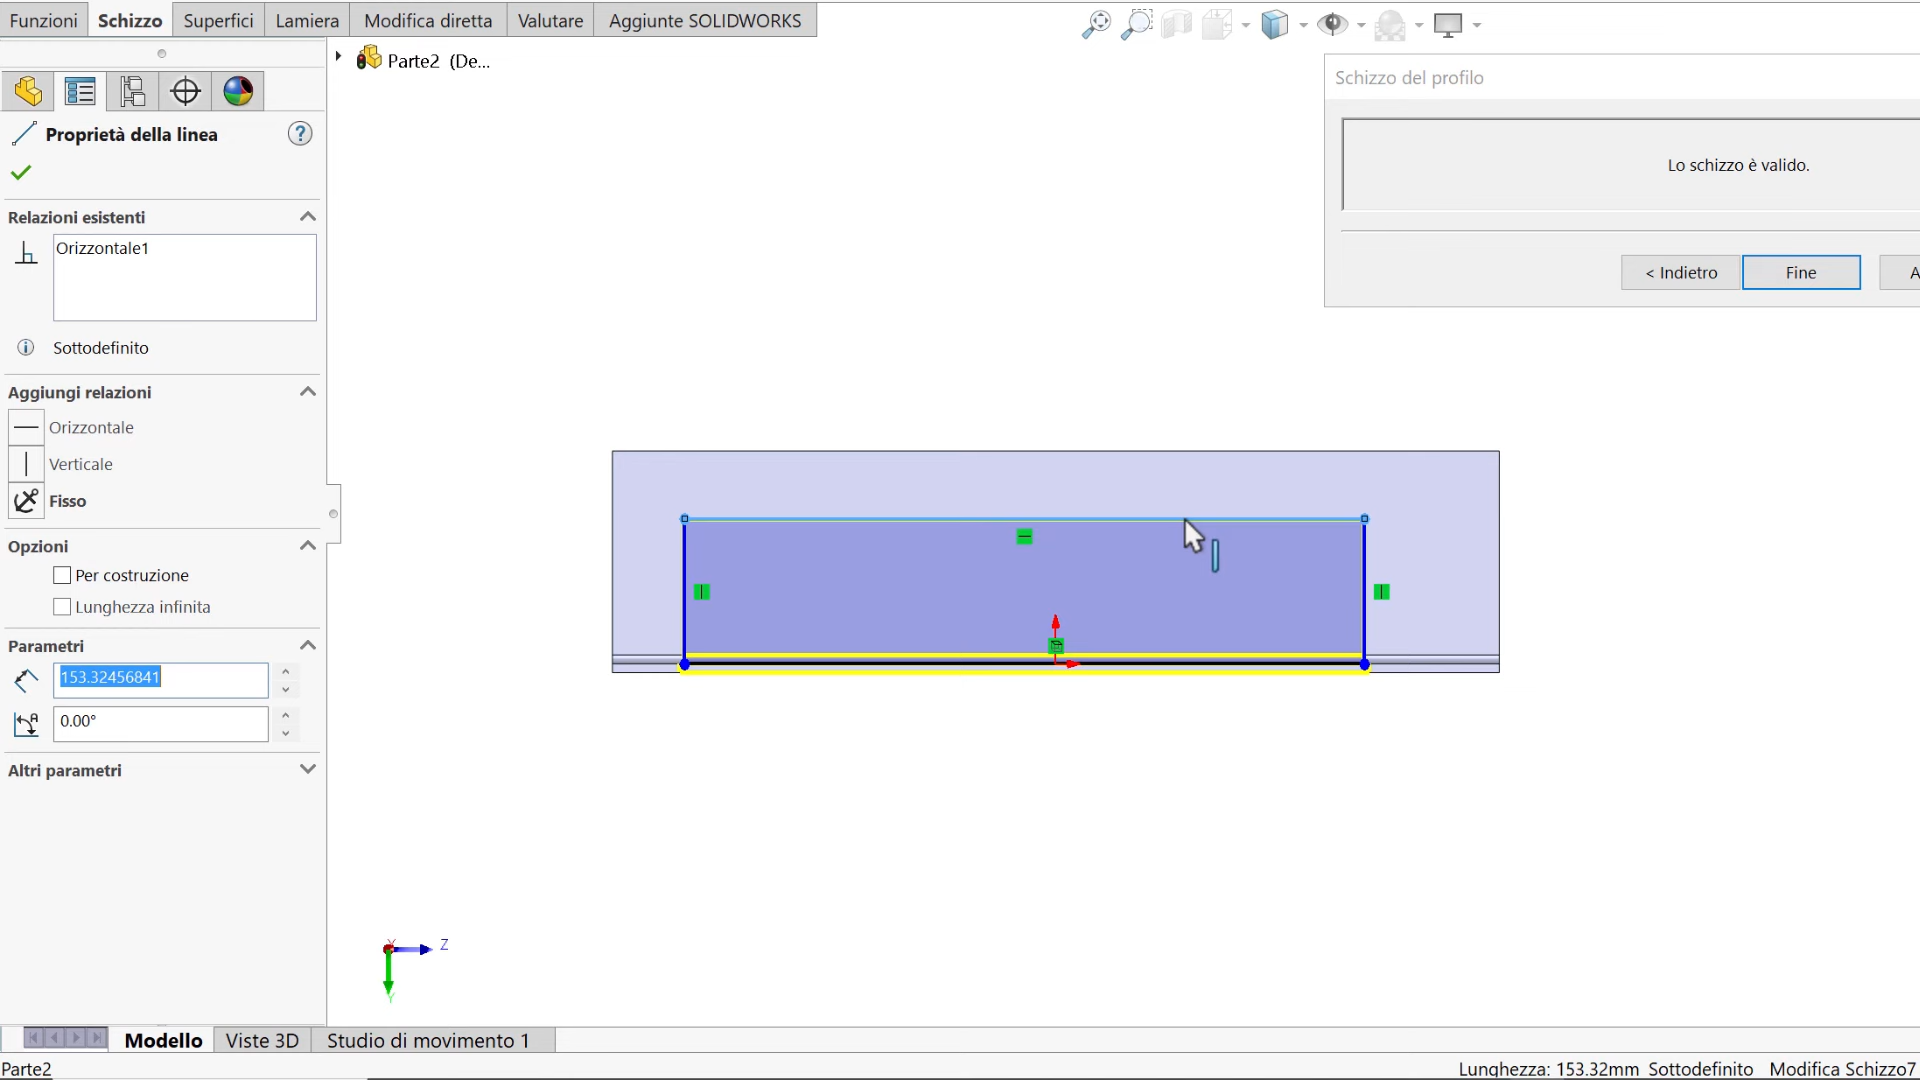 Funzioni Schizzo Superfici Lamiera Modifica diretta Valutare Aggiunte SOLIDWORKS
Parte2 (De...
Schizzo del profilo
Proprietà della linea
Lo schizzo è valido.
Relazioni esistenti
Orizzontale1
< Indietro Fine A
Sottodefinito
Aggiungi relazioni
Orizzontale
Verticale
Fisso
Opzioni
Per costruzione
Lunghezza infinita
Parametri
153.32456841
0.00°
Altri parametri
X Z
Y
Modello Viste 3D Studio di movimento 1
Parte2 Lunghezza: 153.32mm Sottodefinito Modifica Schizzo7